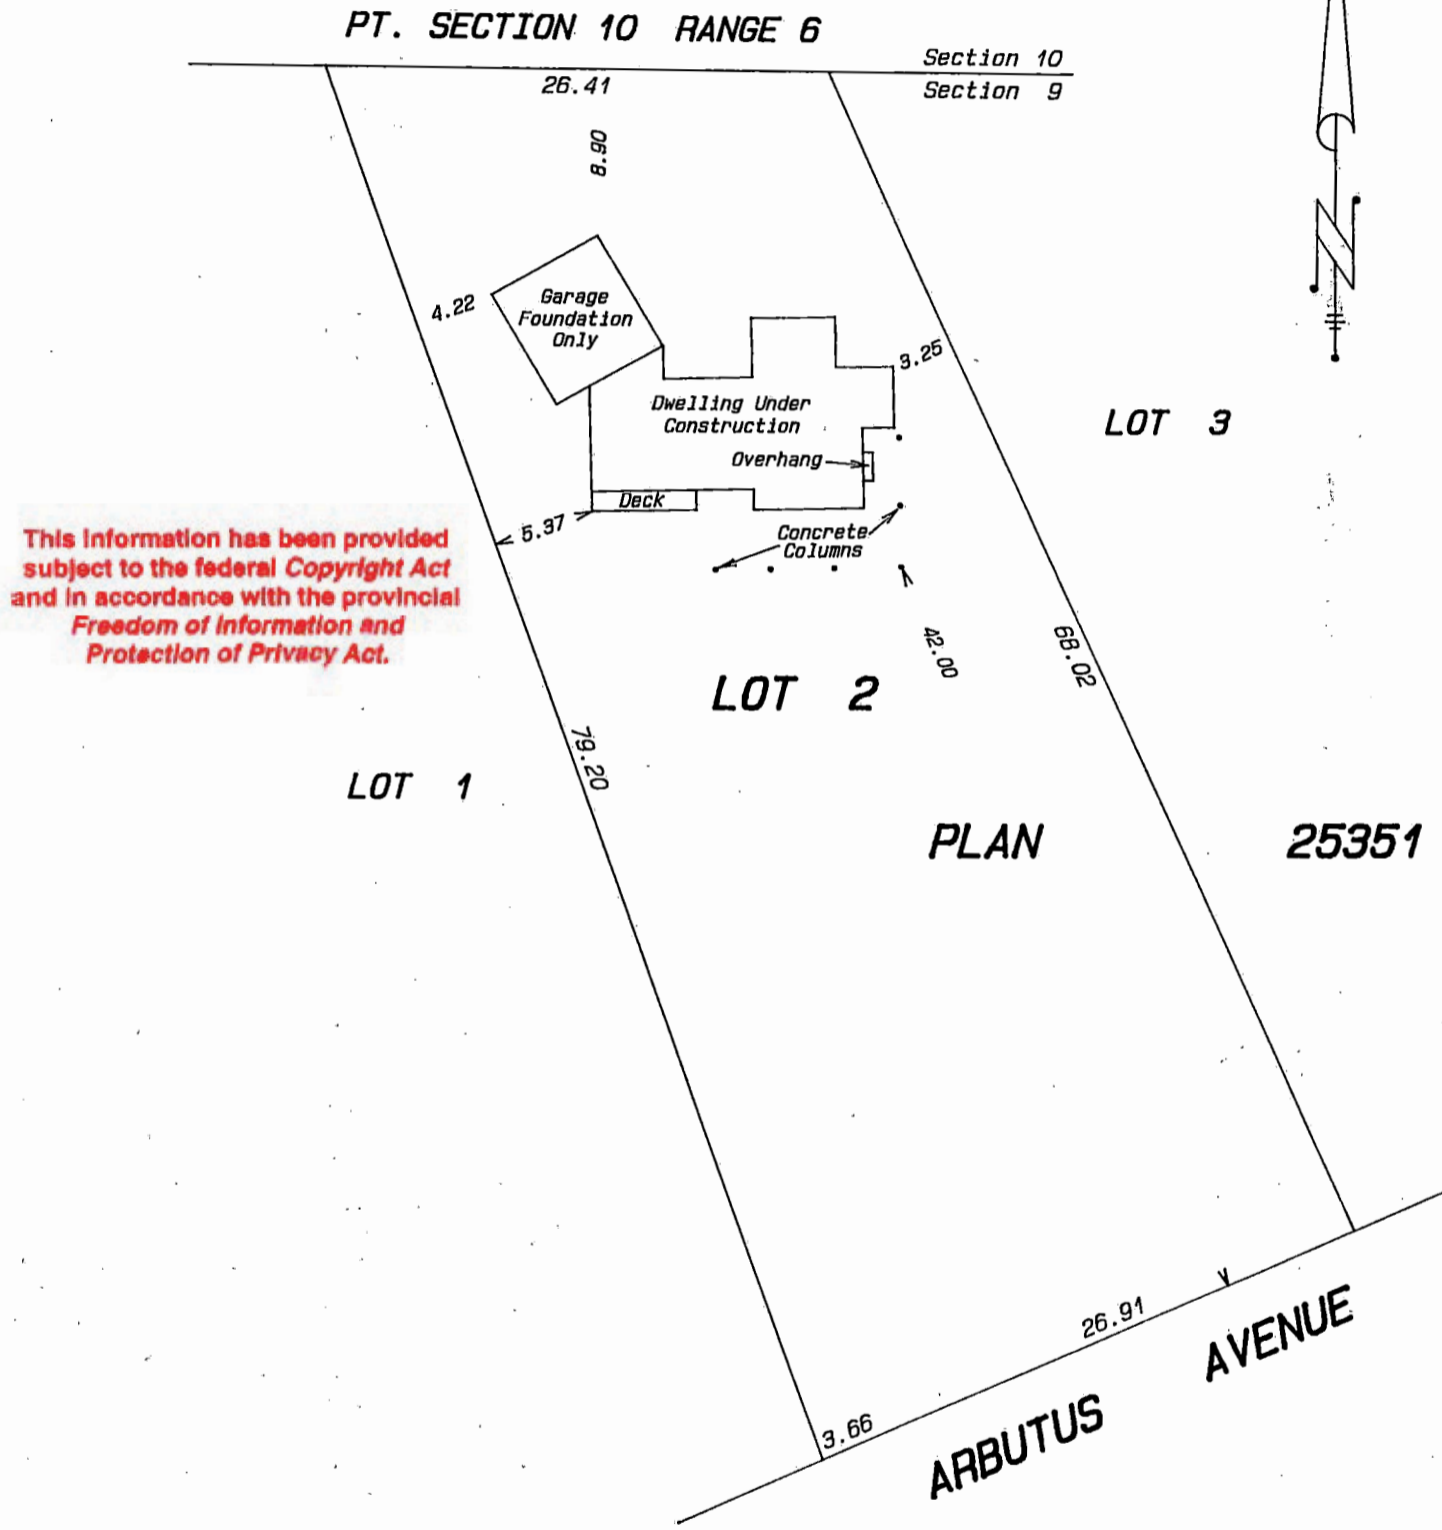 PT. SECTION 10 RANGE 6
Section 10
Section 9
26.41
8.90
4.22
Garage
Foundation
Only
3.25
Dwelling Under
Construction
Overhang
LOT 3
Deck
5.37
Concrete
Columns
This information has been provided
subject to the federal Copyright Act
and in accordance with the provincial
Freedom of Information and
Protection of Privacy Act.
42.00
68.02
LOT 2
79.20
LOT 1
PLAN 25351
26.91
3.66
ARBUTUS AVENUE
N